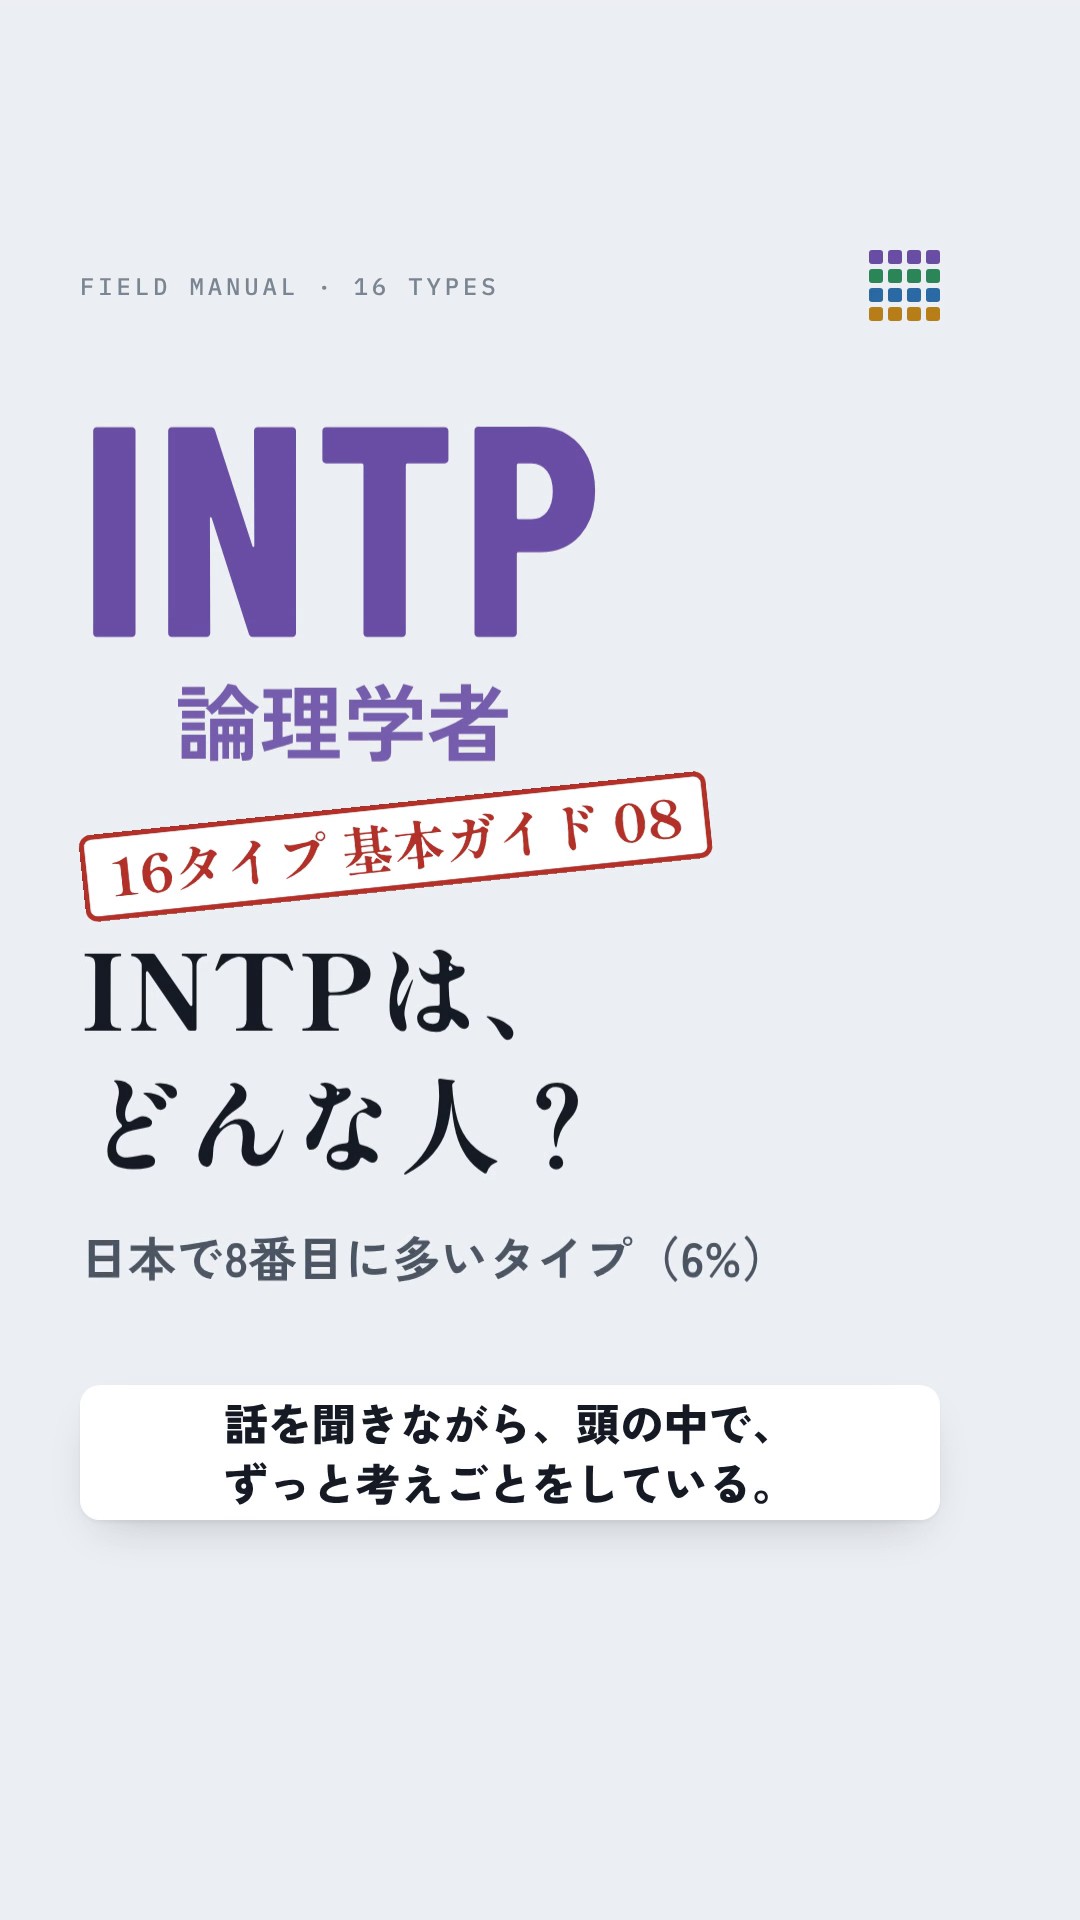 FIELD MANUAL · 16 TYPES
INTP
論理学者
16タイプ 基本ガイド 08
INTPは、
どんな人？
日本で8番目に多いタイプ（6%）
話を聞きながら、頭の中で、
ずっと考えごとをしている。